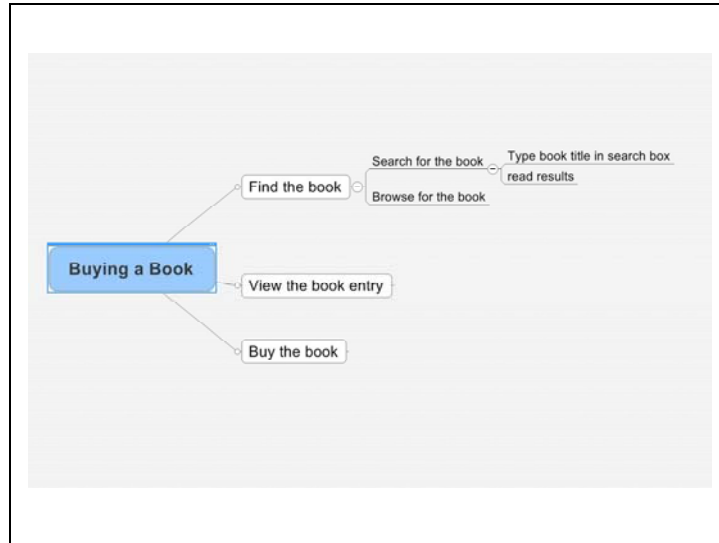 Search for the book
Type book title in search box
read results
Find the book
Browse for the book
Buying a Book
View the book entry
Buy the book